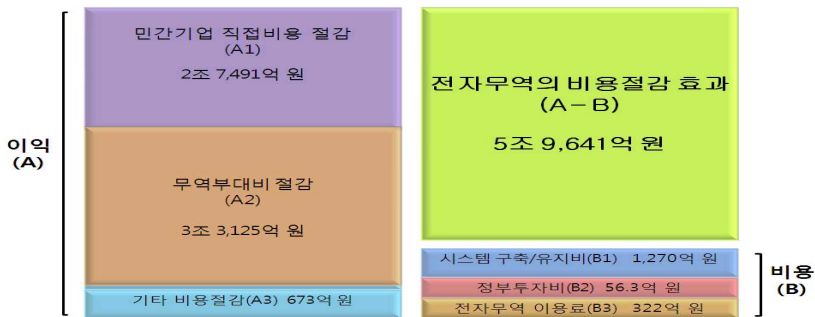 이익
(A)
민간기업 직접비용 절감
(A1)
2조 7,491억 원
무역부대비 절감
(A2)
3조 3,125억 원
기타 비용절감(A3) 673억 원
전자무역의 비용절감 효과
(A-B)
5조 9,641억 원
시스템 구축/유지비(B1) 1,270억 원
정부투자비(B2) 56.3억 원
전자무역 이용료(B3) 322억 원
비용
(B)